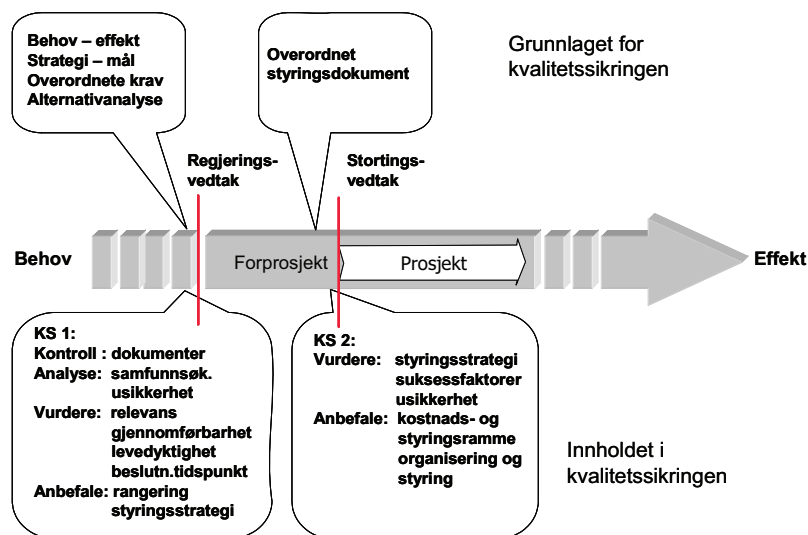 Behov – effekt
Strategi – mål
Overordnete krav
Alternativanalyse
Overordnet
styringsdokument
Grunnlaget for
kvalitetssikringen
Regjerings-
vedtak
Stortings-
vedtak
Behov
Forprosjekt
Prosjekt
Effekt
KS 1:
Kontroll : dokumenter
Analyse: samfunnsøk.
usikkerhet
Vurdere: relevans
gjennomførbarhet
levedyktighet
beslutn.tidspunkt
Anbefale: rangering
styringsstrategi
KS 2:
Vurdere: styringsstrategi
suksessfaktorer
usikkerhet
Anbefale: kostnads- og
styringsramme
organisering og
styring
Innholdet i
kvalitetssikringen